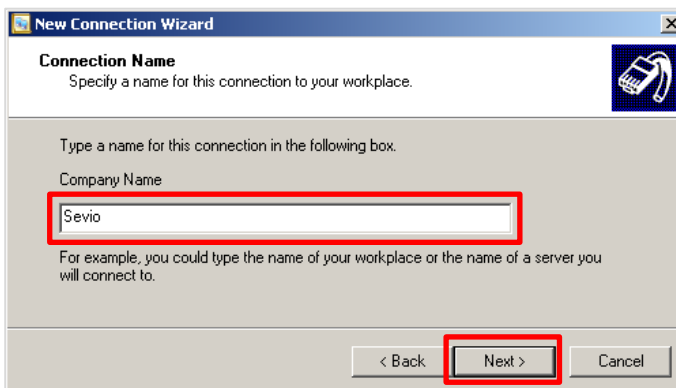 New Connection Wizard
Connection Name
Specify a name for this connection to your workplace.
Type a name for this connection in the following box.
Company Name
Sevio
For example, you could type the name of your workplace or the name of a server you
will connect to.
< Back Next > Cancel